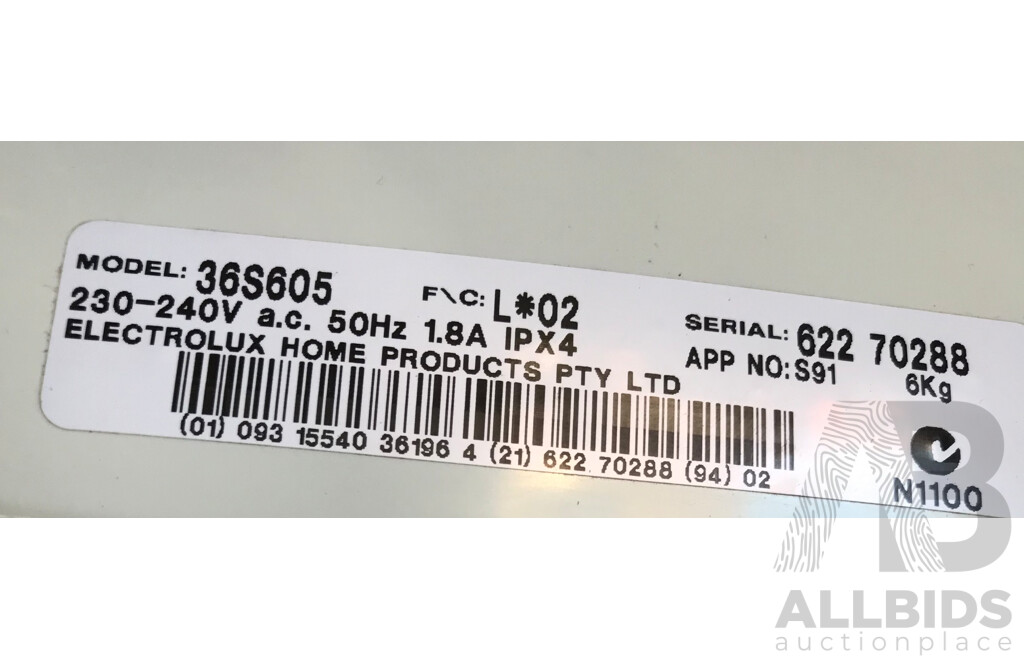 MODEL: 36S605 F\C: L*02 SERIAL: 622 70288
230-240V a.c. 50Hz 1.8A IPX4 APP NO:S91 6Kg
ELECTROLUX HOME PRODUCTS PTY LTD
(01) 093 15540 36196 4 (21) 622 70288 (94) 02
N1100
AB
ALLBIDS
auctionplace